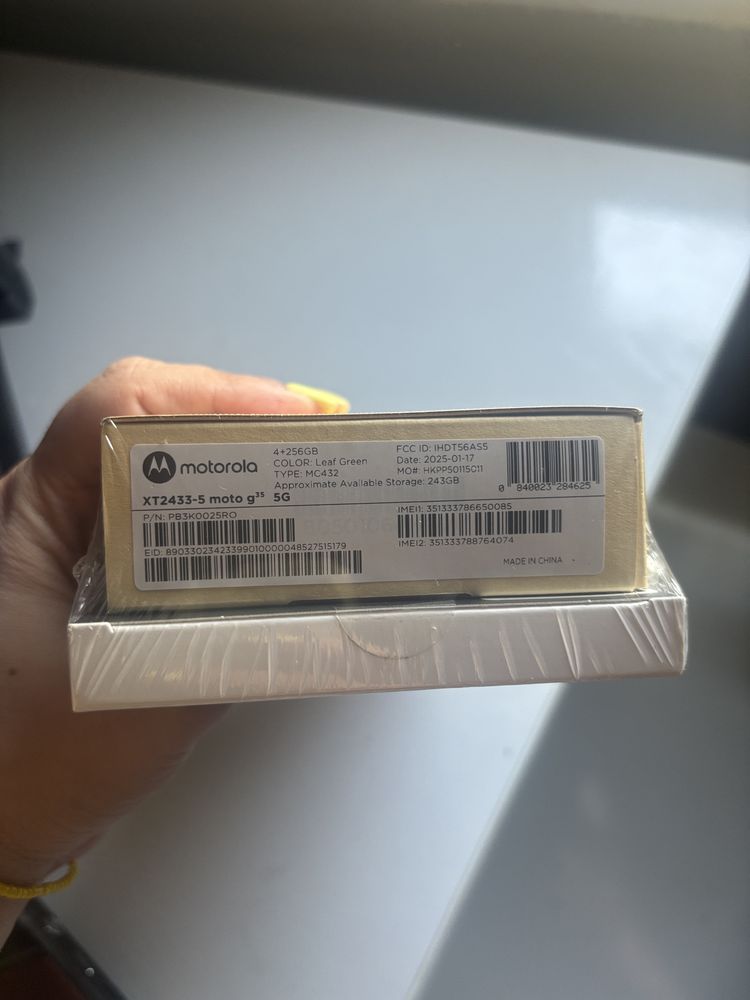 motorola
4+256GB
COLOR: Leaf Green
TYPE: MC432
Approximate Available Storage: 243GB
FCC ID: IHDT56AS5
Date: 2025-01-17
MO#: HKPP50115011
0 840023 284625
XT2433-5 moto g³⁵ 5G
P/N: PB3K0025RO
IMEI1: 351333786650085
EID: 89033023423399010000048527515179
IMEI2: 351333788764074
MADE IN CHINA